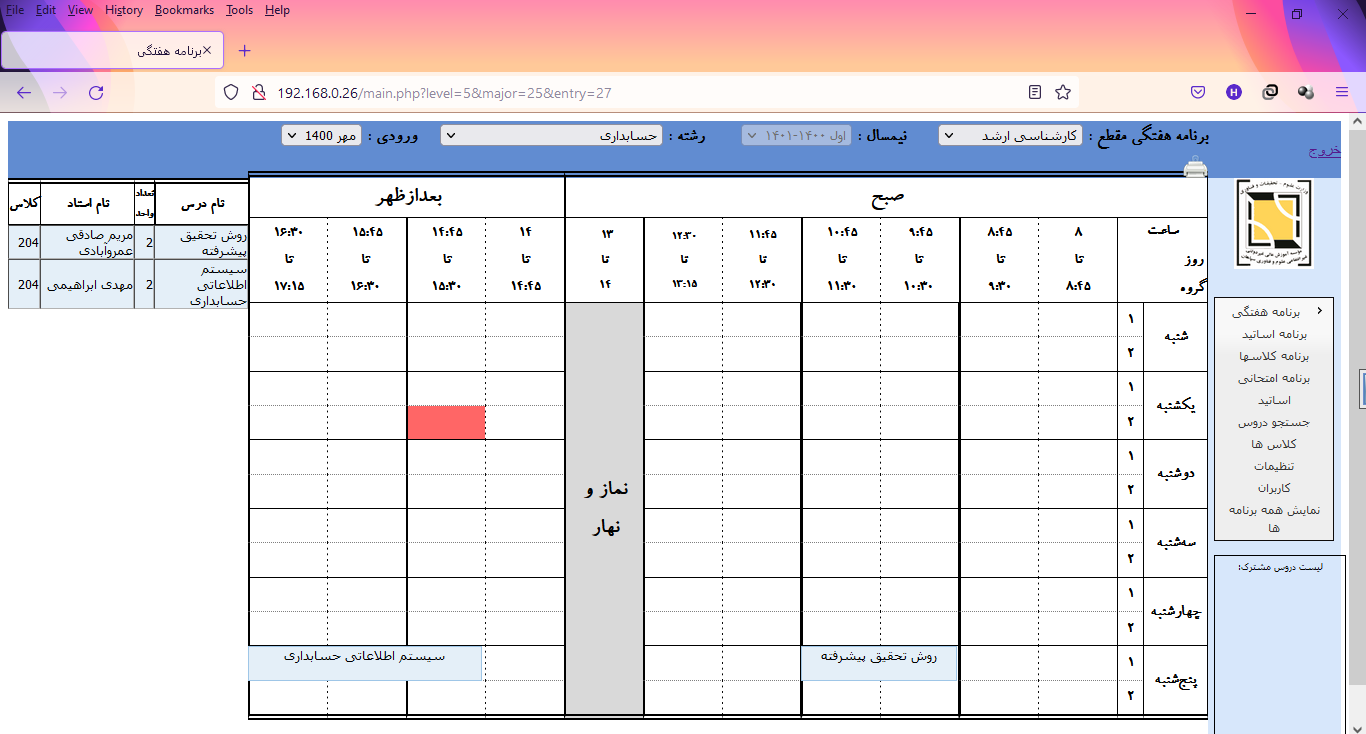 File Edit View History Bookmarks Tools Help
برنامه هفتگی
192.168.0.26/main.php?level=5&major=25&entry=27
برنامه هفتگی مقطع : کارشناسی ارشد نیمسال : اول ۱۴۰۰-۱۴۰۱ رشته : حسابداری ورودی : مهر 1400
خروج
برنامه هفتگی
برنامه اساتید
برنامه کلاسها
برنامه امتحانی
اساتید
جستجو دروس
کلاس ها
تنظیمات
کاربران
نمایش همه برنامه
ها
لیست دروس مشترک:
صبح بعدازظهر
ساعت
روز
گروه
۸ تا ۸:۴۵
۸:۴۵ تا ۹:۳۰
۹:۴۵ تا ۱۰:۳۰
۱۰:۴۵ تا ۱۱:۳۰
۱۱:۴۵ تا ۱۲:۳۰
۱۲:۳۰ تا ۱۳:۱۵
۱۳ تا ۱۴
۱۴ تا ۱۴:۴۵
۱۴:۴۵ تا ۱۵:۳۰
۱۵:۴۵ تا ۱۶:۳۰
۱۶:۳۰ تا ۱۷:۱۵
شنبه ۱ ۲
یکشنبه ۱ ۲
دوشنبه ۱ ۲
سه‌شنبه ۱ ۲
چهارشنبه ۱ ۲
پنج‌شنبه ۱ ۲
نماز و
نهار
روش تحقیق پیشرفته
سیستم اطلاعاتی حسابداری
نام درس تعداد واحد نام استاد کلاس
روش تحقیق پیشرفته 2 مریم صادقی عمروآبادی 204
سیستم اطلاعاتی حسابداری 2 مهدی ابراهیمی 204